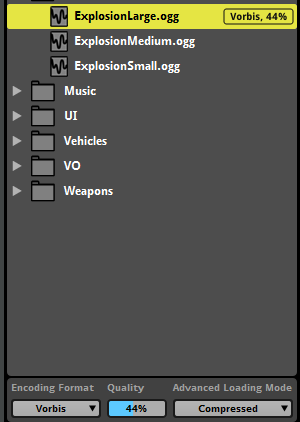 ExplosionLarge.ogg Vorbis, 44%
ExplosionMedium.ogg
ExplosionSmall.ogg
Music
UI
Vehicles
VO
Weapons
Encoding Format Quality Advanced Loading Mode
Vorbis 44% Compressed